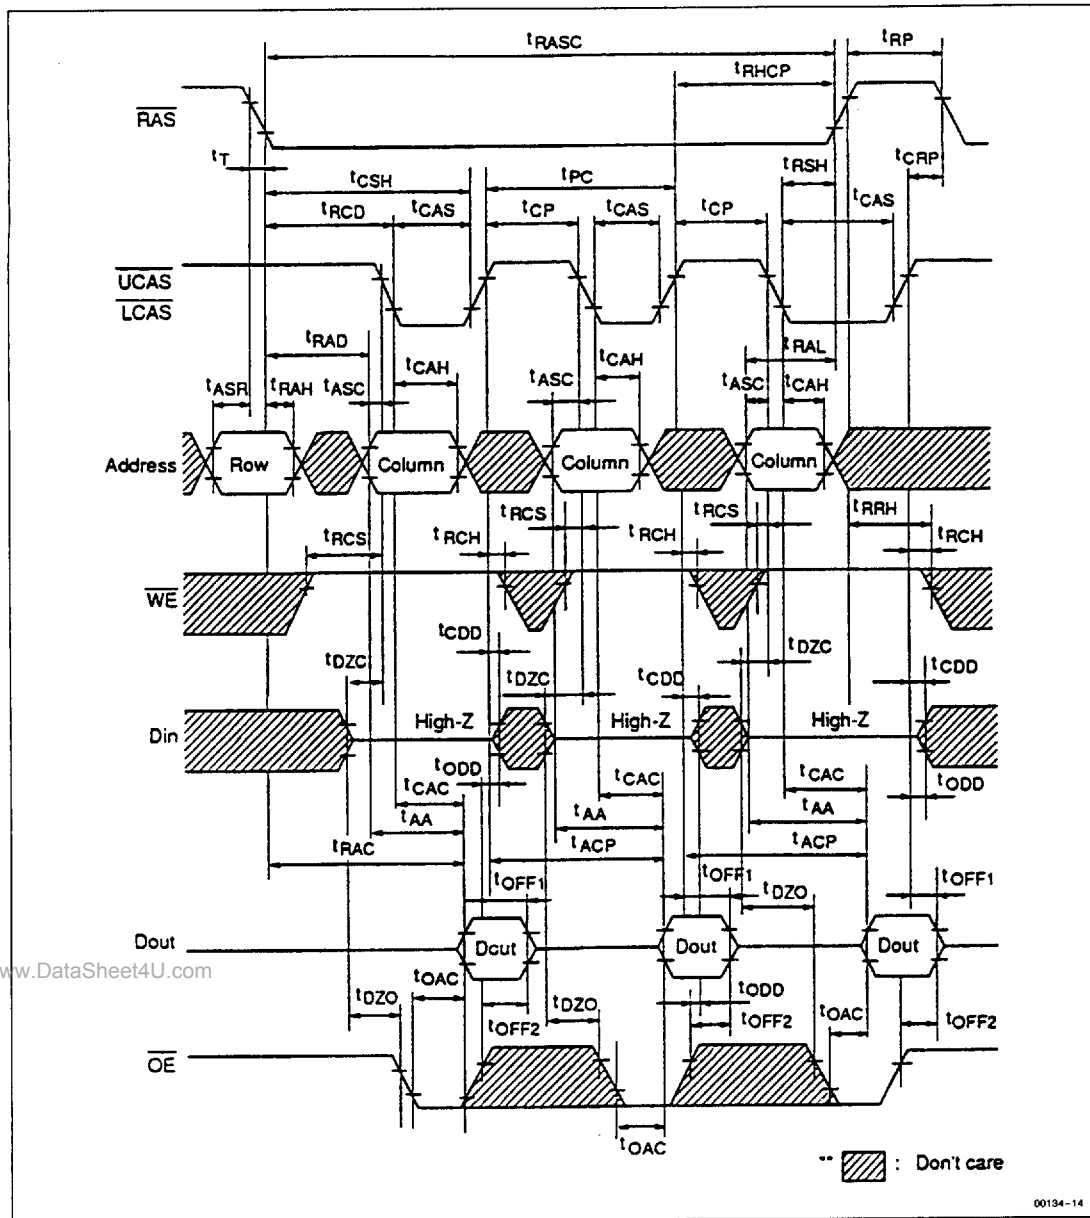 tRASC tRP
tRHCP
RAS
tT tCRP
tCSH tPC tRSH
tRCD tCAS tCP tCAS tCP tCAS
UCAS
LCAS
tRAD tCAH tCAH tRAL
tASR tRAH tASC tASC tASC tCAH
Address Row Column Column Column
tRCS tRCH tRCS tRCH tRCS tRRH tRCH
WE
tCDD
tDZC tDZC tCDD tDZC tCDD
Din High-Z High-Z High-Z
tODD tCAC tCAC tCAC tODD
tAA tAA tAA
tRAC tACP tACP
tOFF1 tOFF1 tDZO tOFF1
Dout Dout Dout Dout
www.DataSheet4U.com
tDZO tOAC tDZO tODD tOAC
tOFF2 tOFF2 tOFF2
OE
tOAC
: Don't care
00134-14